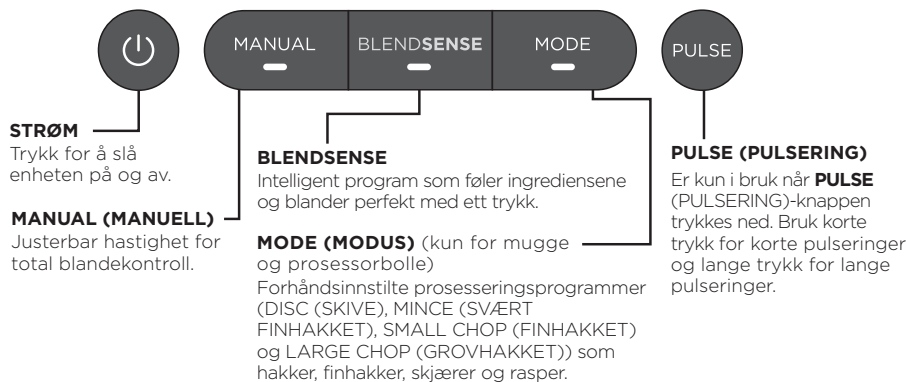 MANUAL
BLENDSENSE
MODE
PULSE
STRØM
Trykk for å slå
enheten på og av.
MANUAL (MANUELL)
Justerbar hastighet for
total blandekontroll.
BLENDSENSE
Intelligent program som føler ingrediensene
og blander perfekt med ett trykk.
MODE (MODUS) (kun for mugge
og prosessorbolle)
Forhåndsinnstilte prosesseringsprogrammer
(DISC (SKIVE), MINCE (SVÆRT
FINHAKKET), SMALL CHOP (FINHAKKET)
og LARGE CHOP (GROVHAKKET)) som
hakker, finhakker, skjærer og rasper.
PULSE (PULSERING)
Er kun i bruk når PULSE
(PULSERING)-knappen
trykkes ned. Bruk korte
trykk for korte pulseringer
og lange trykk for lange
pulseringer.